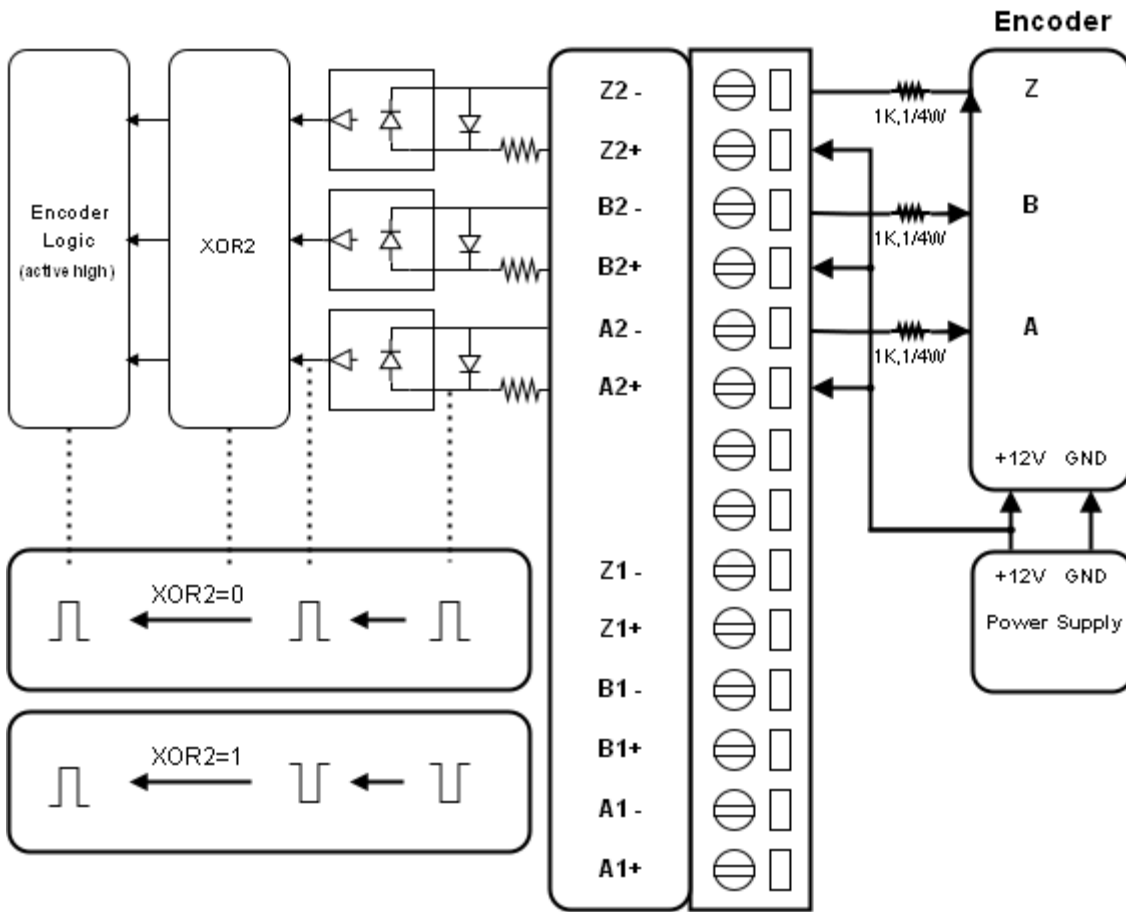 Encoder
Z2 -
Z2+
B2 -
B2+
A2 -
A2+
Z1 -
Z1+
B1 -
B1+
A1 -
A1+
Encoder
Logic
(active high)
XOR2
1K,1/4W
1K,1/4W
1K,1/4W
Z
B
A
+12V GND
+12V GND
Power Supply
XOR2=0
XOR2=1